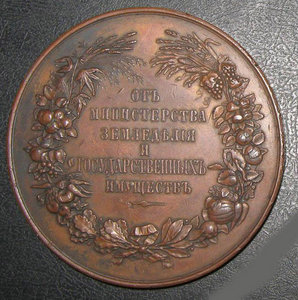 ОТЪ
МИНИСТЕРСТВА
ЗЕМЛЕДѢЛІЯ
И
ГОСУДАРСТВЕННЫХЪ
ИМУЩЕСТВЪ